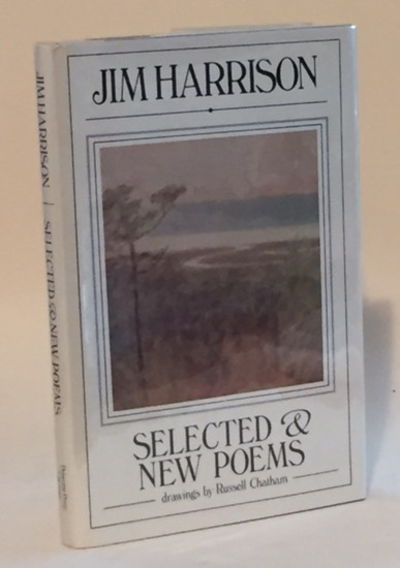 JIM HARRISON
SELECTED &
NEW POEMS
drawings by Russell Chatham
JIM HARRISON | SELECTED & NEW POEMS